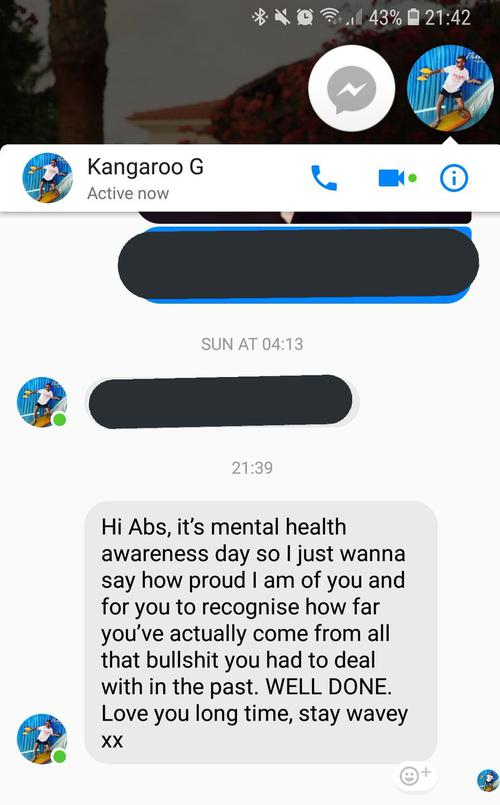 43% 21:42
Kangaroo G
Active now
SUN AT 04:13
21:39
Hi Abs, it’s mental health
awareness day so I just wanna
say how proud I am of you and
for you to recognise how far
you’ve actually come from all
that bullshit you had to deal
with in the past. WELL DONE.
Love you long time, stay wavey
xx